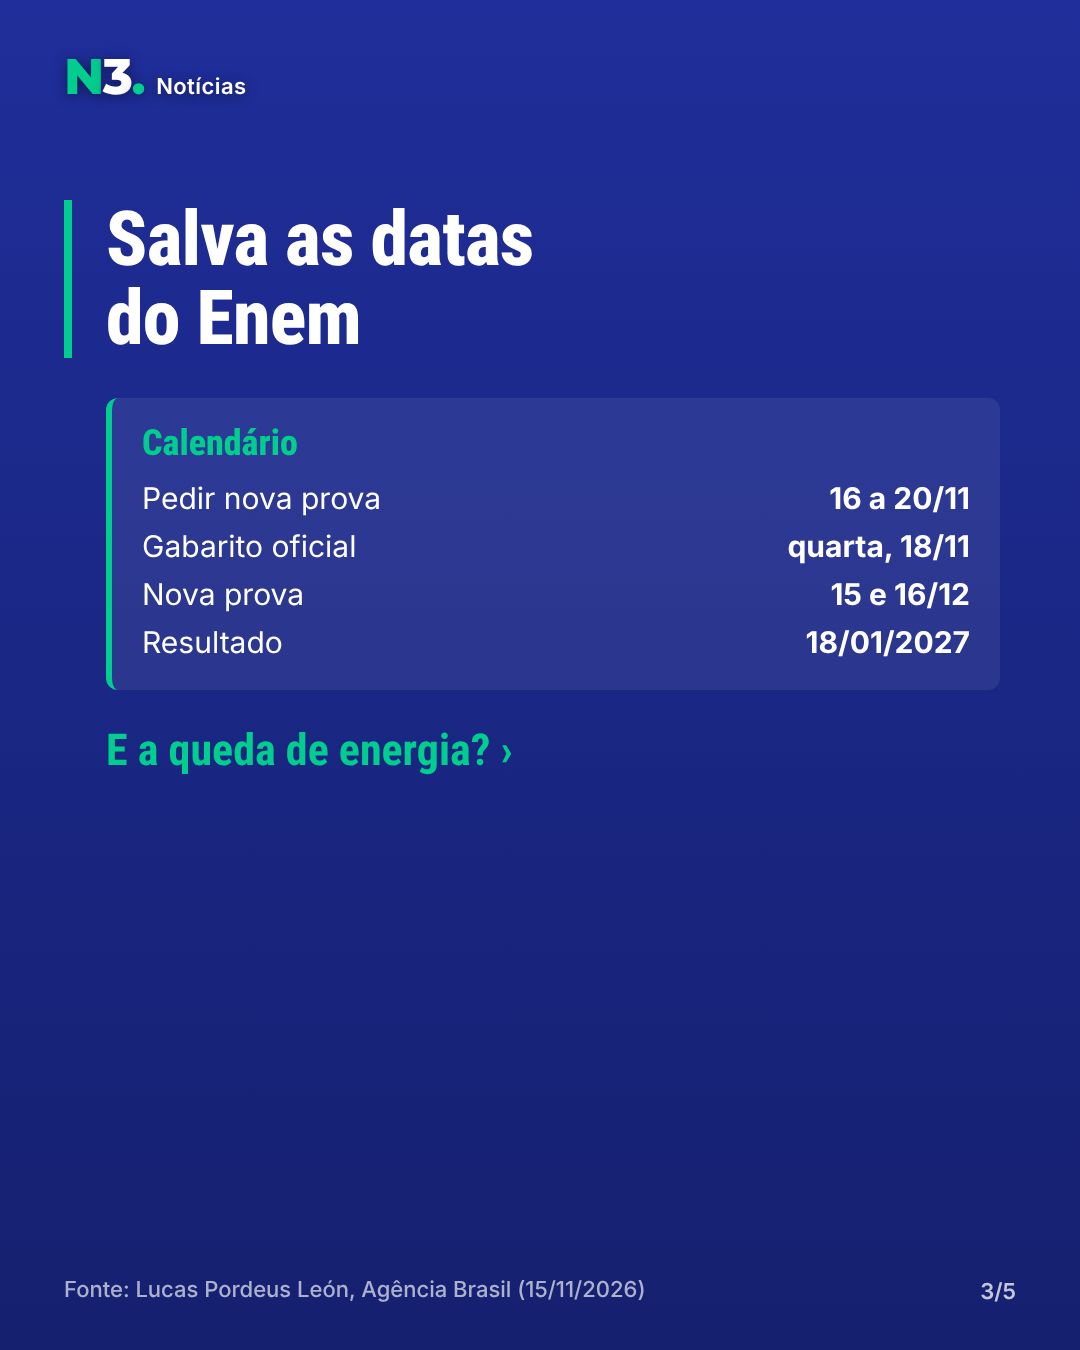 N3. Notícias
Salva as datas
do Enem
Calendário
Pedir nova prova 16 a 20/11
Gabarito oficial quarta, 18/11
Nova prova 15 e 16/12
Resultado 18/01/2027
E a queda de energia? ›
Fonte: Lucas Pordeus León, Agência Brasil (15/11/2026) 3/5